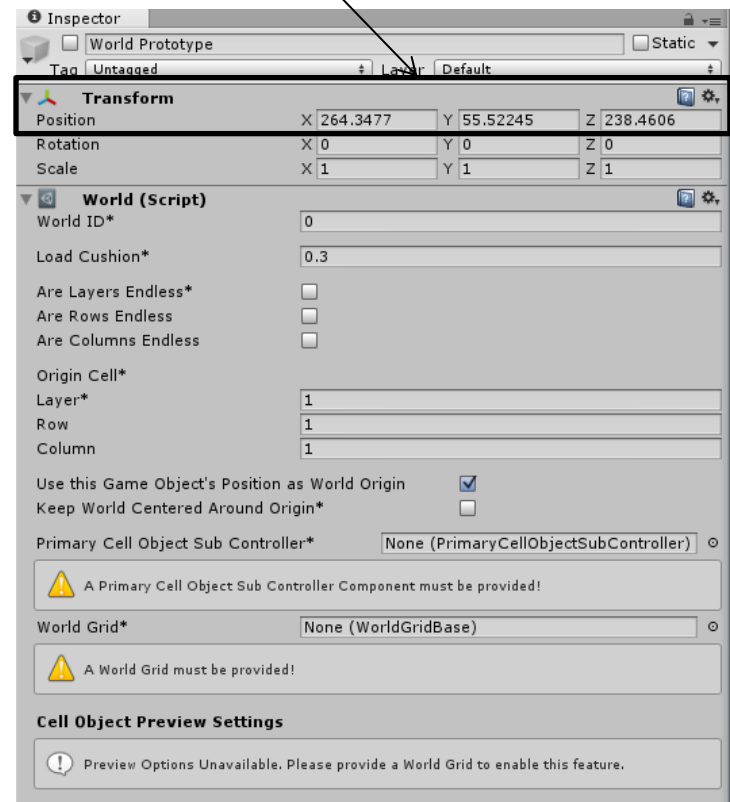 Inspector
World Prototype Static
Tag Untagged Layer Default
Transform
Position X 264.3477 Y 55.52245 Z 238.4606
Rotation X 0 Y 0 Z 0
Scale X 1 Y 1 Z 1
World (Script)
World ID* 0
Load Cushion* 0.3
Are Layers Endless*
Are Rows Endless
Are Columns Endless
Origin Cell*
Layer* 1
Row 1
Column 1
Use this Game Object's Position as World Origin
Keep World Centered Around Origin*
Primary Cell Object Sub Controller* None (PrimaryCellObjectSubController)
A Primary Cell Object Sub Controller Component must be provided!
World Grid* None (WorldGridBase)
A World Grid must be provided!
Cell Object Preview Settings
Preview Options Unavailable. Please provide a World Grid to enable this feature.